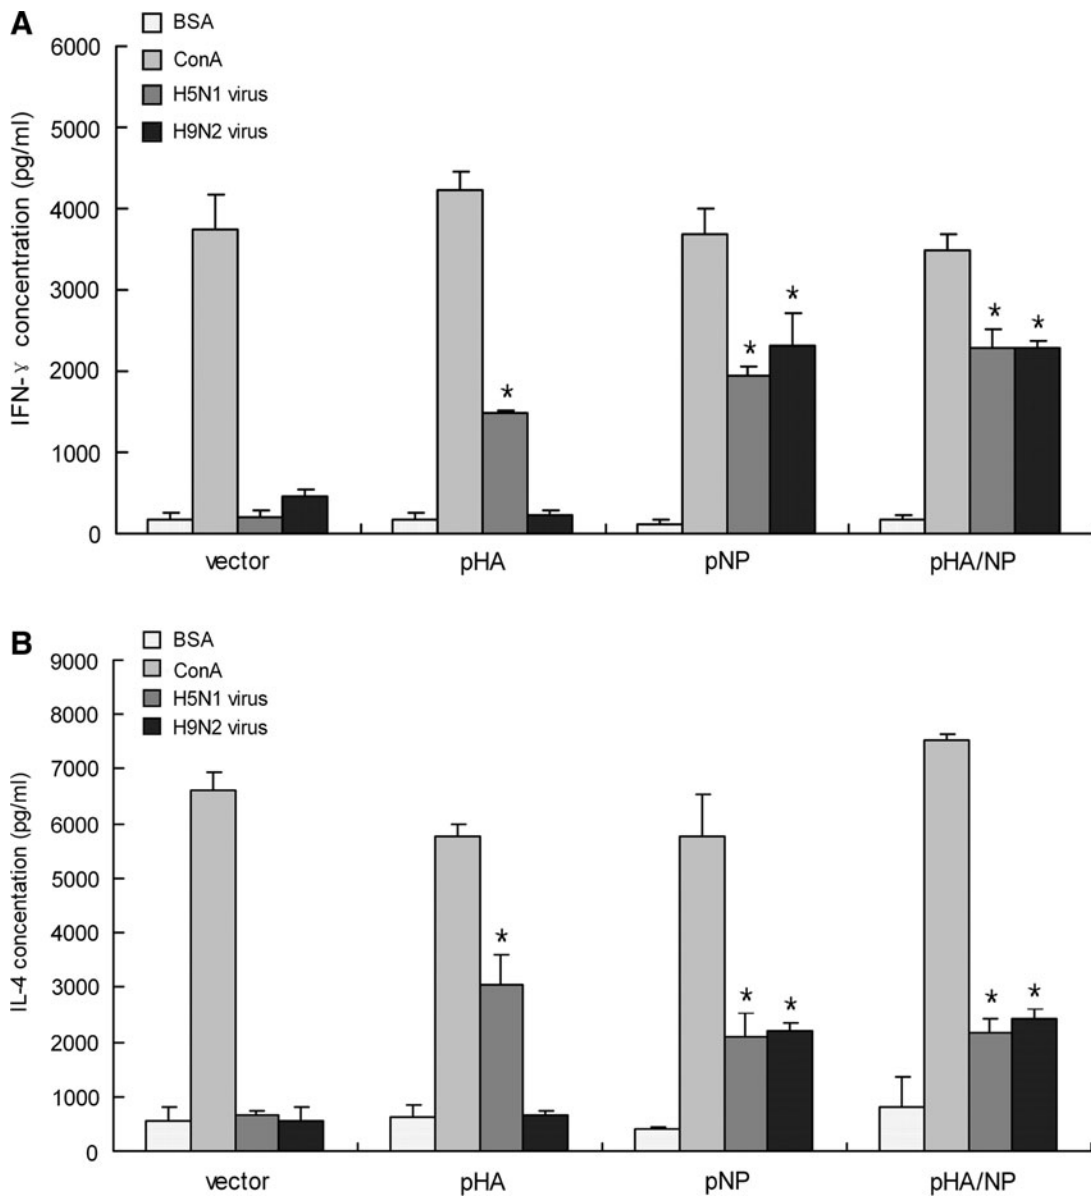 A
BSA
ConA
H5N1 virus
H9N2 virus
IFN-γ concentration (pg/ml)
6000
5000
4000
3000
2000
1000
0
*
*
*
*
*
vector
pHA
pNP
pHA/NP
B
BSA
ConA
H5N1 virus
H9N2 virus
IL-4 concentation (pg/ml)
9000
8000
7000
6000
5000
4000
3000
2000
1000
0
*
*
*
*
*
vector
pHA
pNP
pHA/NP